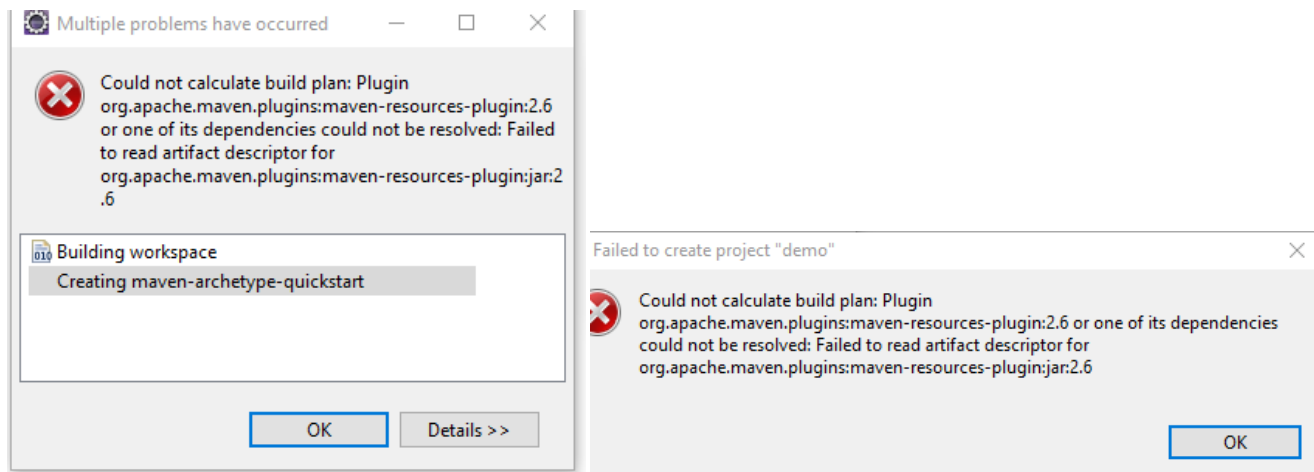 Multiple problems have occurred
Could not calculate build plan: Plugin
org.apache.maven.plugins:maven-resources-plugin:2.6
or one of its dependencies could not be resolved: Failed
to read artifact descriptor for
org.apache.maven.plugins:maven-resources-plugin:jar:2
.6
Building workspace
Creating maven-archetype-quickstart
OK
Details >>
Failed to create project "demo"
Could not calculate build plan: Plugin
org.apache.maven.plugins:maven-resources-plugin:2.6 or one of its dependencies
could not be resolved: Failed to read artifact descriptor for
org.apache.maven.plugins:maven-resources-plugin:jar:2.6
OK